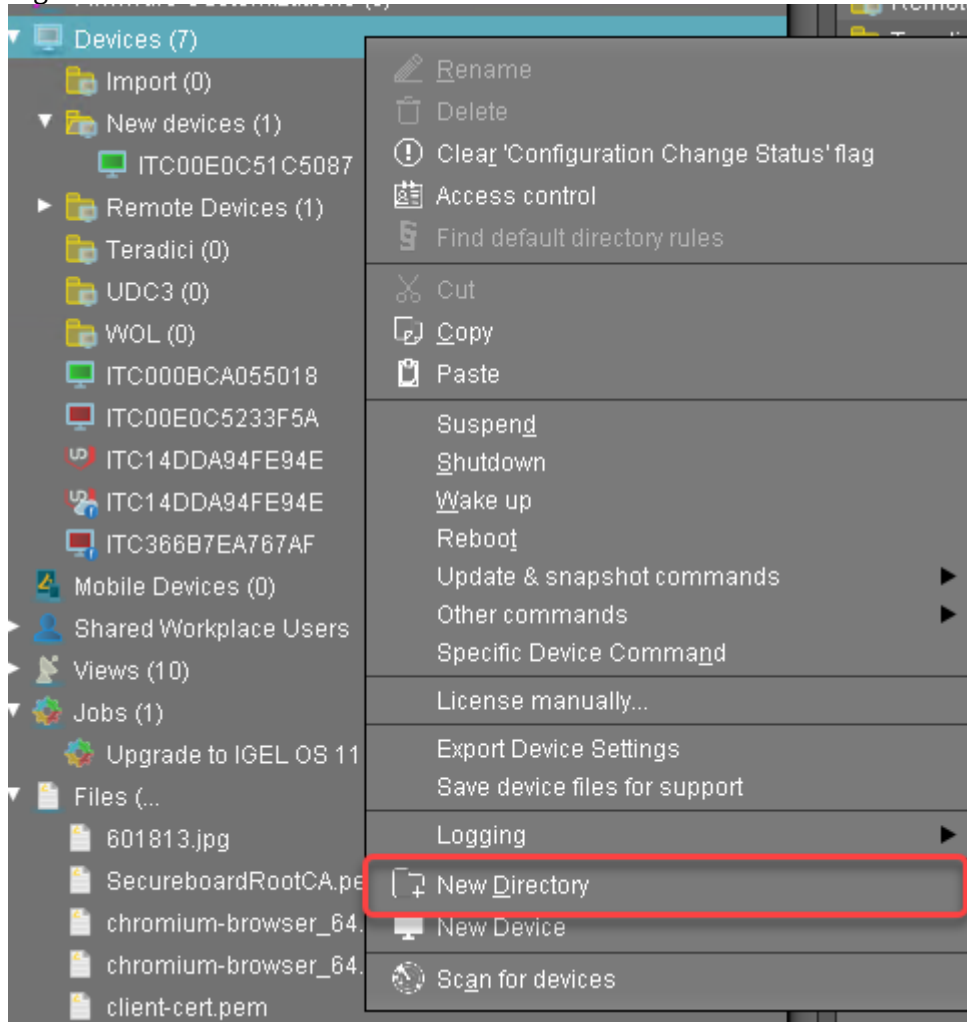 Devices (7)
Import (0)
New devices (1)
ITC00E0C51C5087
Remote Devices (1)
Teradici (0)
UDC3 (0)
WOL (0)
ITC000BCA055018
ITC00E0C5233F5A
ITC14DDA94FE94E
ITC14DDA94FE94E
ITC366B7EA767AF
Mobile Devices (0)
Shared Workplace Users
Views (10)
Jobs (1)
Upgrade to IGEL OS 11
Files (...
601813.jpg
SecureboardRootCA.pe
chromium-browser_64.
chromium-browser_64.
client-cert.pem
Rename
Delete
Clear 'Configuration Change Status' flag
Access control
Find default directory rules
Cut
Copy
Paste
Suspend
Shutdown
Wake up
Reboot
Update & snapshot commands
Other commands
Specific Device Command
License manually...
Export Device Settings
Save device files for support
Logging
New Directory
New Device
Scan for devices